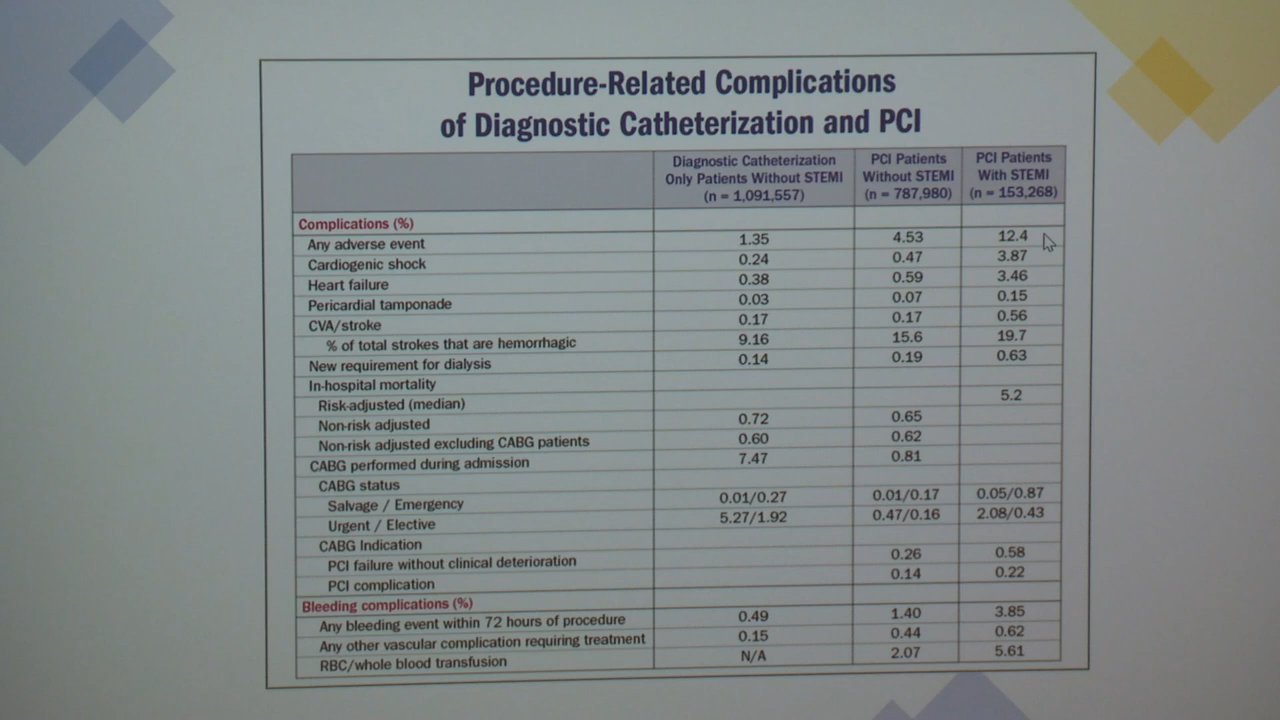 Procedure-Related Complications
of Diagnostic Catheterization and PCI
Diagnostic Catheterization
Only Patients Without STEMI
(n = 1,091,557)
PCI Patients
Without STEMI
(n = 787,980)
PCI Patients
With STEMI
(n = 153,268)
Complications (%)
Any adverse event 1.35 4.53 12.4
Cardiogenic shock 0.24 0.47 3.87
Heart failure 0.38 0.59 3.46
Pericardial tamponade 0.03 0.07 0.15
CVA/stroke 0.17 0.17 0.56
% of total strokes that are hemorrhagic 9.16 15.6 19.7
New requirement for dialysis 0.14 0.19 0.63
In-hospital mortality
Risk-adjusted (median) 5.2
Non-risk adjusted 0.72 0.65
Non-risk adjusted excluding CABG patients 0.60 0.62
CABG performed during admission 7.47 0.81
CABG status
Salvage / Emergency 0.01/0.27 0.01/0.17 0.05/0.87
Urgent / Elective 5.27/1.92 0.47/0.16 2.08/0.43
CABG Indication
PCI failure without clinical deterioration 0.26 0.58
PCI complication 0.14 0.22
Bleeding complications (%)
Any bleeding event within 72 hours of procedure 0.49 1.40 3.85
Any other vascular complication requiring treatment 0.15 0.44 0.62
RBC/whole blood transfusion N/A 2.07 5.61